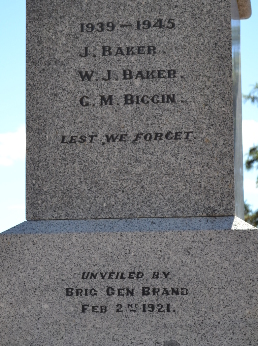 1939 – 1945
J. BAKER.
W. J. BAKER.
G. M. BIGGIN.
LEST WE FORGET.
UNVEILED BY
BRIG GEN BRAND
FEB 2ND 1921.